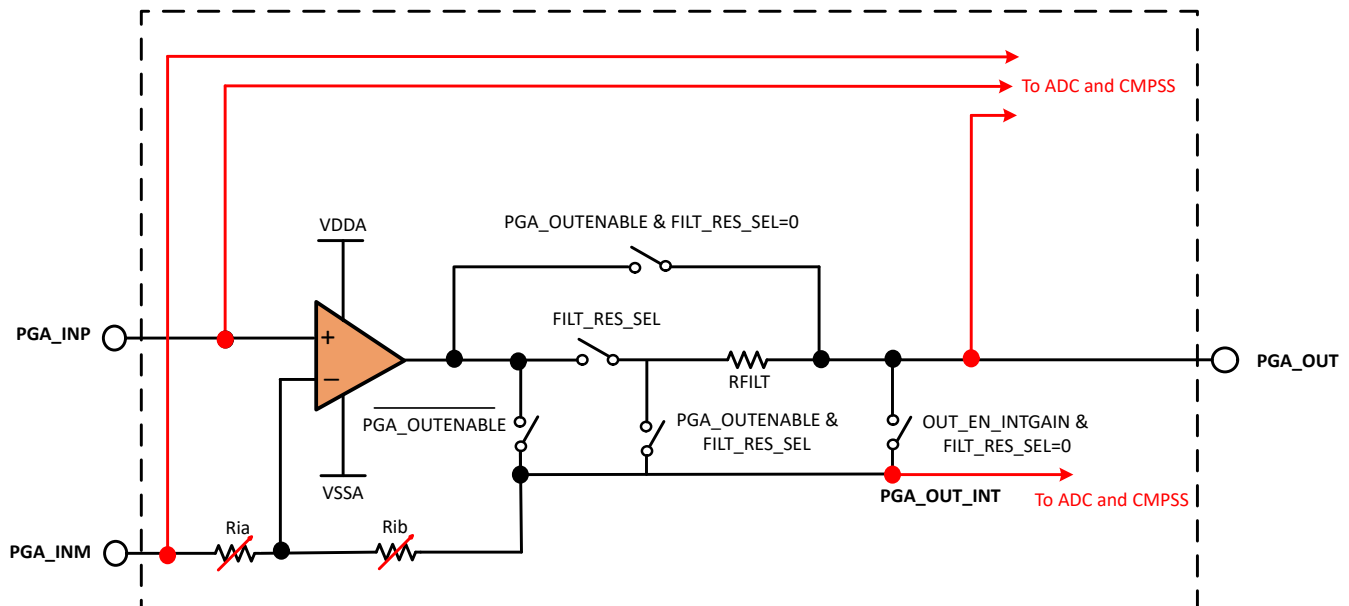 To ADC and CMPSS
VDDA
PGA_OUTENABLE & FILT_RES_SEL=0
PGA_INP
+
−
FILT_RES_SEL
RFILT
PGA_OUT
PGA_OUTENABLE
PGA_OUTENABLE &
FILT_RES_SEL
OUT_EN_INTGAIN &
FILT_RES_SEL=0
VSSA
PGA_OUT_INT
To ADC and CMPSS
PGA_INM
Ria
Rib